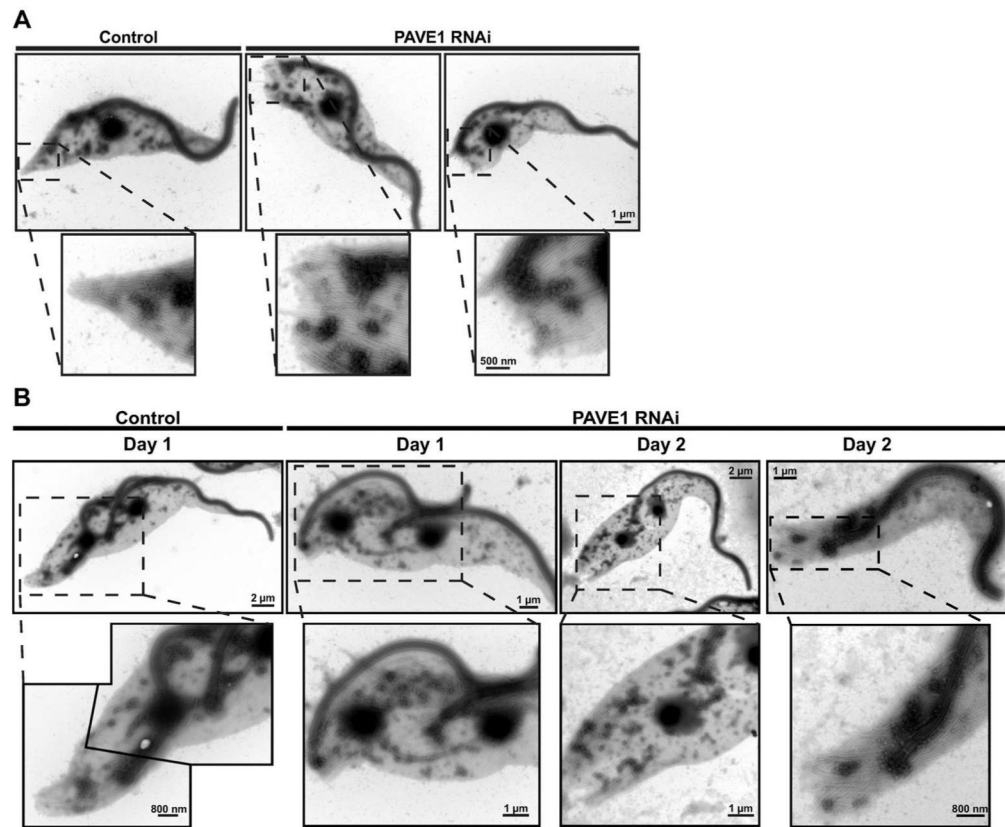 A
Control
PAVE1 RNAi
1 µm
500 nm
B
Control
PAVE1 RNAi
Day 1
Day 1
Day 2
Day 2
2 µm
1 µm
2 µm
1 µm
800 nm
1 µm
1 µm
800 nm